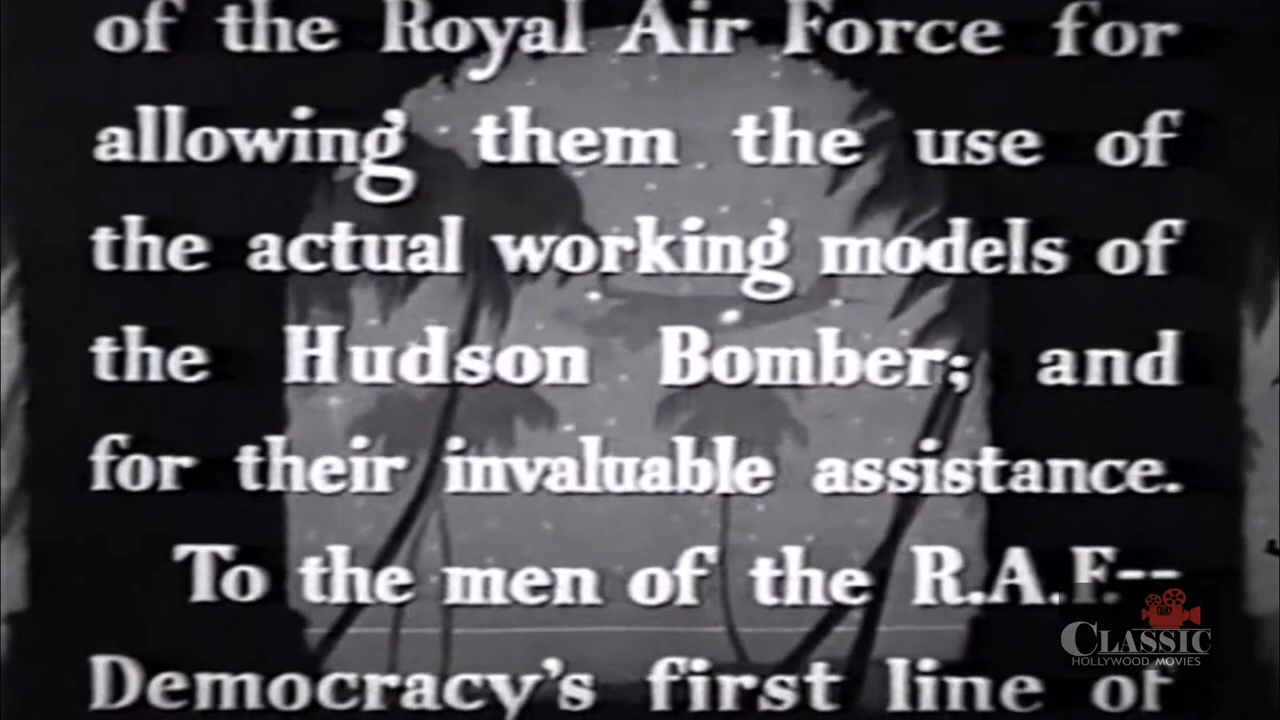 of the Royal Air Force for
allowing them the use of
the actual working models of
the Hudson Bomber; and
for their invaluable assistance.
To the men of the R.A.F.--
Democracy's first line of
CLASSIC
HOLLYWOOD MOVIES